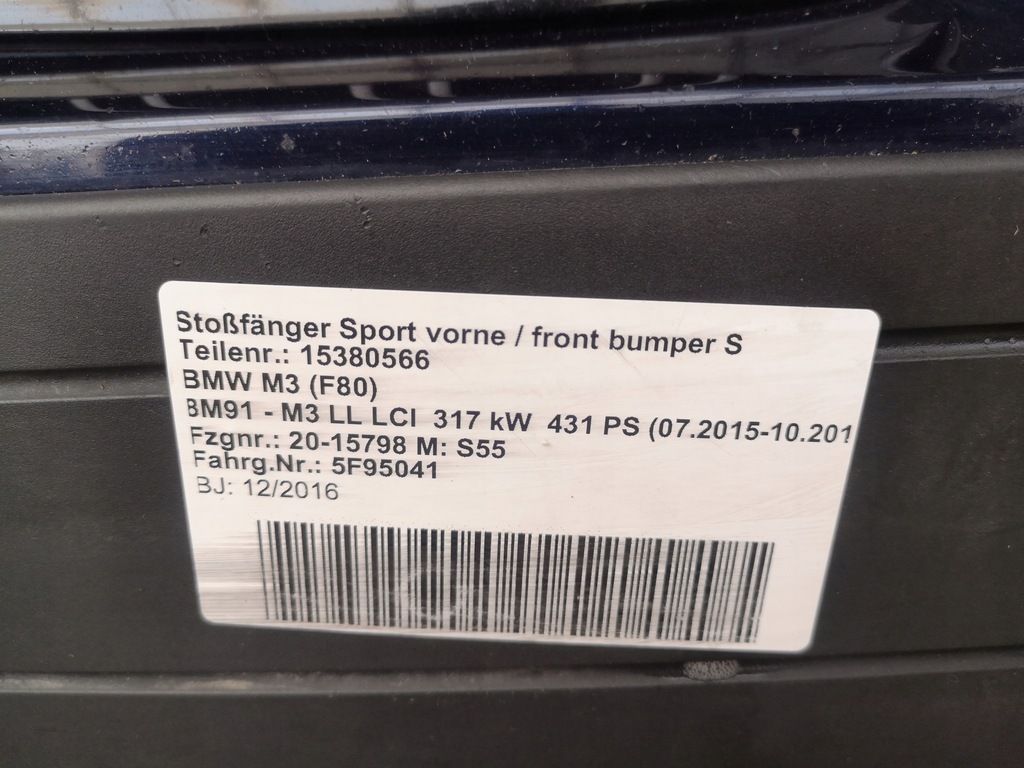 Stoßfänger Sport vorne / front bumper S
Teilenr.: 15380566
BMW M3 (F80)
BM91 - M3 LL LCI 317 kW 431 PS (07.2015-10.201
Fzgnr.: 20-15798 M: S55
Fahrg.Nr.: 5F95041
BJ: 12/2016